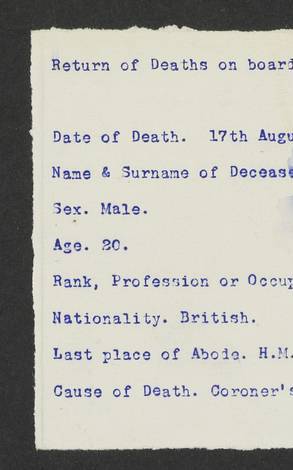 Return of Deaths on board
Date of Death. 17th Augu
Name & Surname of Decease
Sex. Male.
Age. 20.
Rank, Profession or Occup
Nationality. British.
Last place of Abode. H.M.
Cause of Death. Coroner's